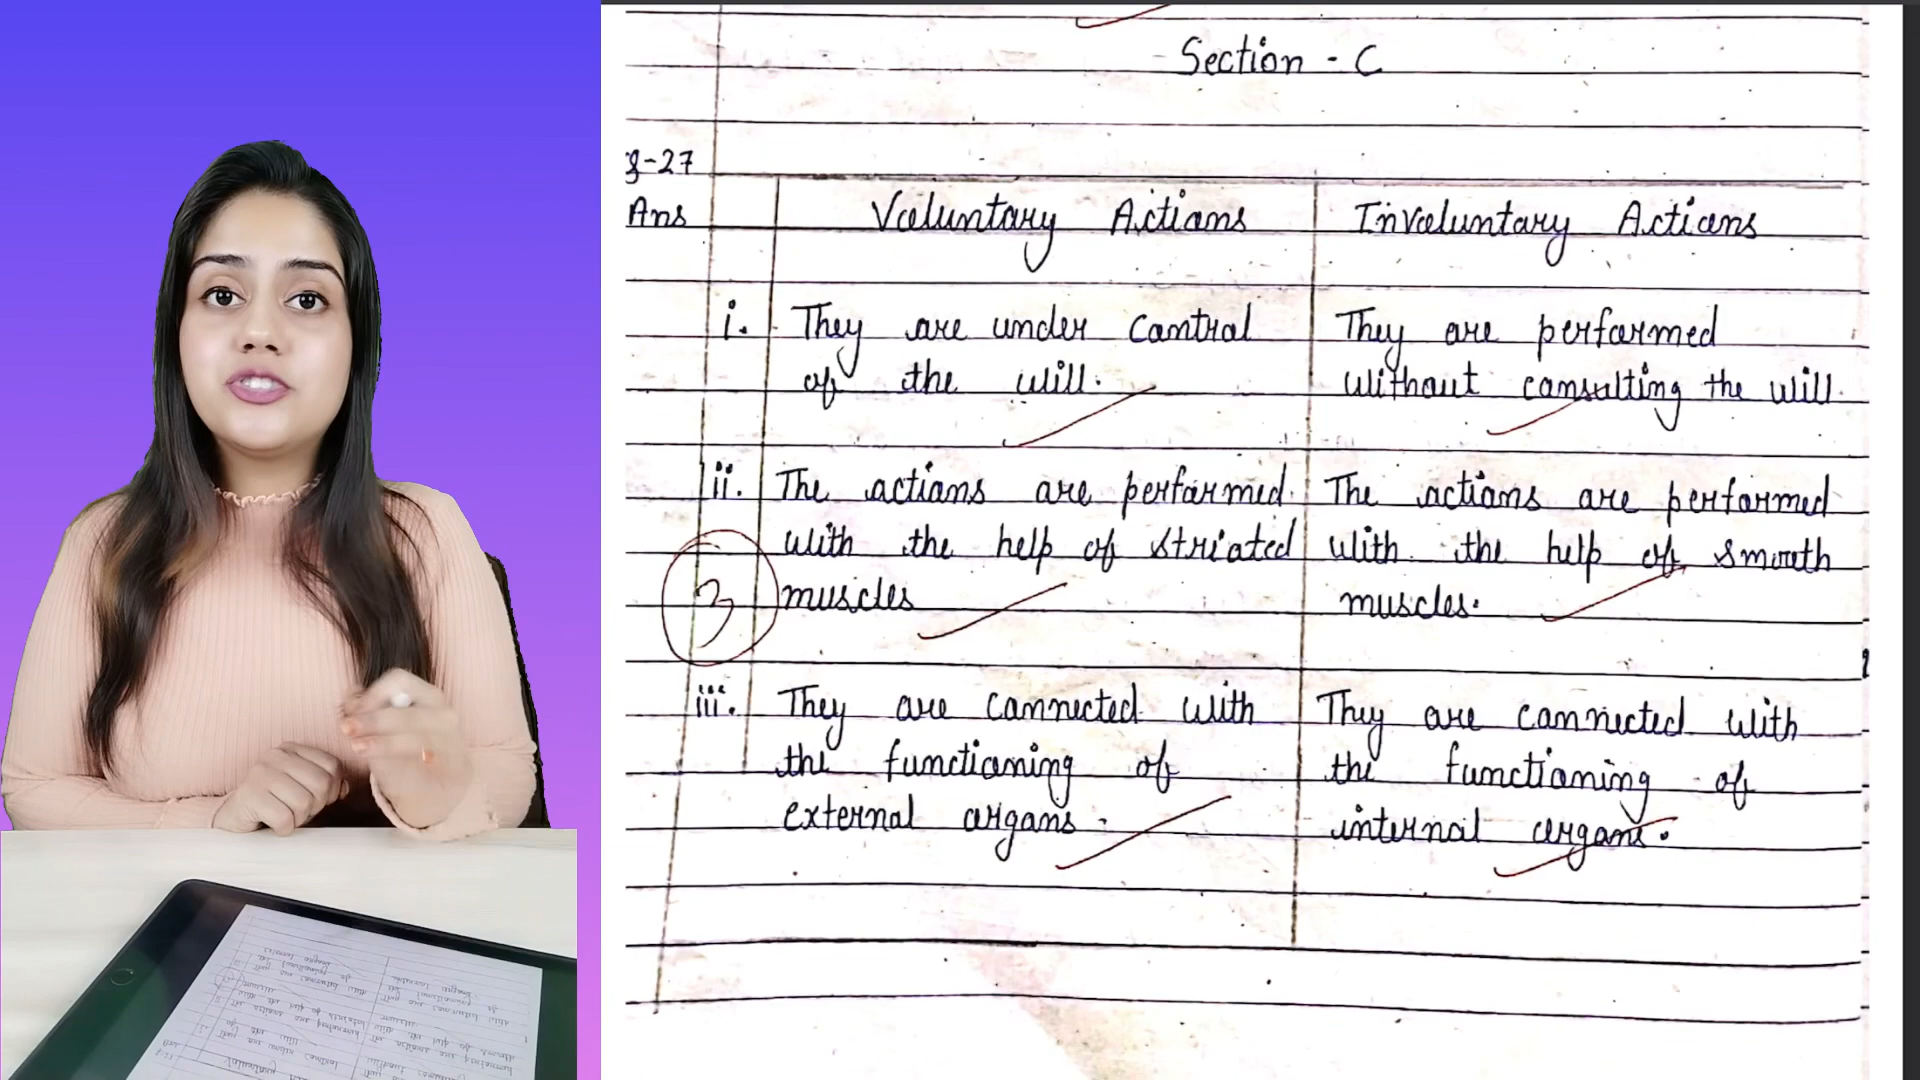 Section - C
Q-27
Ans
Voluntary Actions
Involuntary Actions
i. They are under control
of the will.
They are performed
without consulting the will.
ii. The actions are performed
with the help of striated
muscles
The actions are performed
with the help of smooth
muscles.
3
iii. They are connected with
the functioning of
external organs.
They are connected with
the functioning of
internal organs.